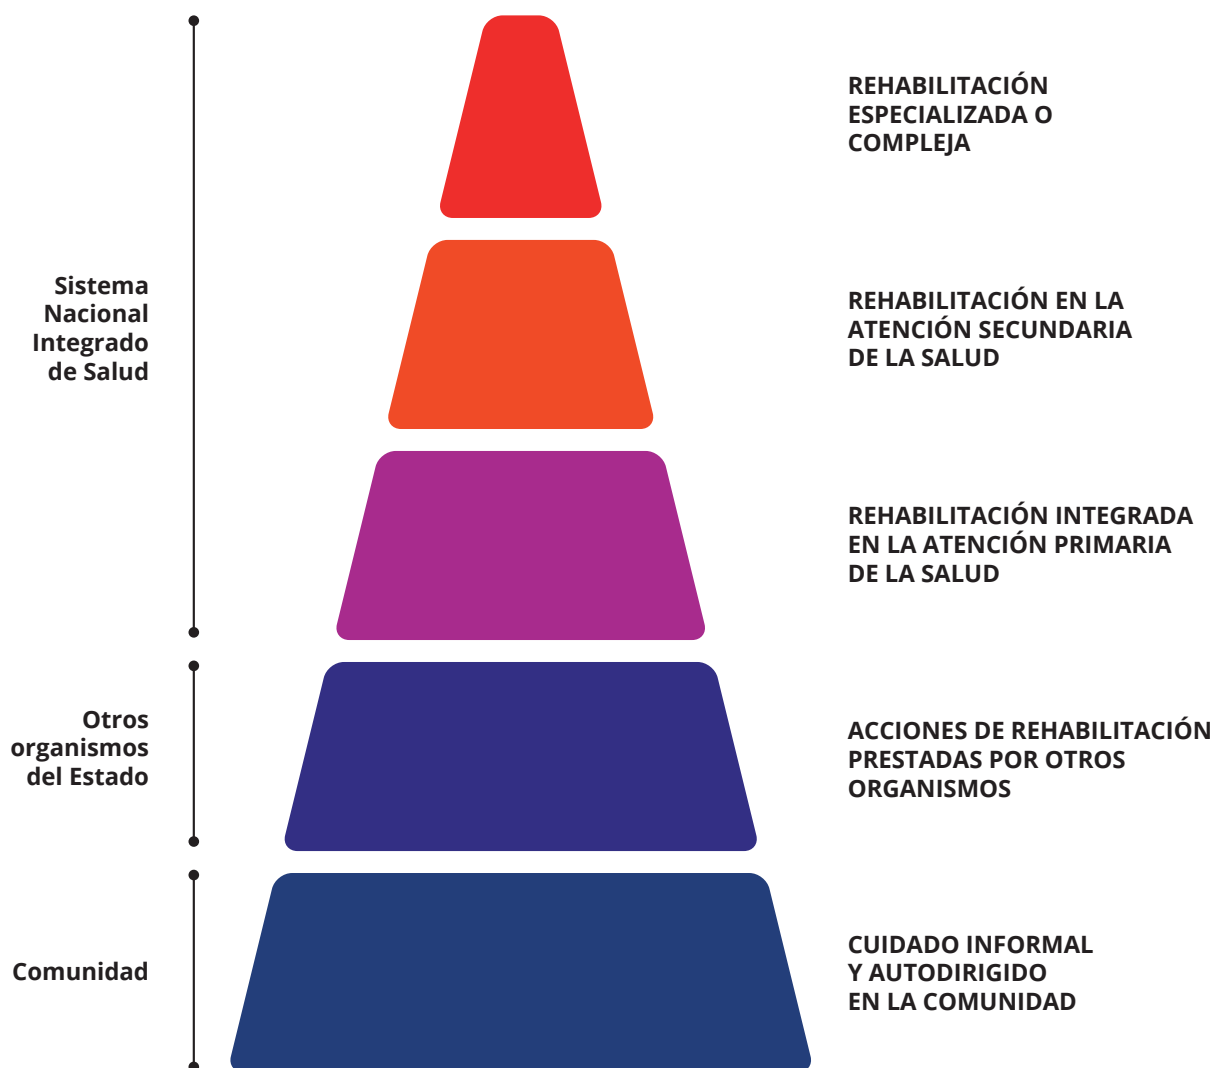 REHABILITACIÓN
ESPECIALIZADA O
COMPLEJA
Sistema
Nacional
Integrado
de Salud
REHABILITACIÓN EN LA
ATENCIÓN SECUNDARIA
DE LA SALUD
REHABILITACIÓN INTEGRADA
EN LA ATENCIÓN PRIMARIA
DE LA SALUD
Otros
organismos
del Estado
ACCIONES DE REHABILITACIÓN
PRESTADAS POR OTROS
ORGANISMOS
Comunidad
CUIDADO INFORMAL
Y AUTODIRIGIDO
EN LA COMUNIDAD